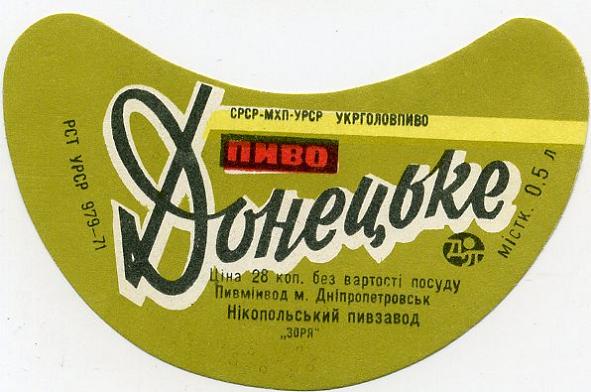 СРСР-МХП-УРСР УКРГОЛОВПИВО
ПИВО
Донецьке
Ціна 28 коп. без вартості посуду
Пивмінвод м. Дніпропетровськ
Нікопольський пивзавод
„ЗОРЯ"
РСТ УРСР 979-71
МІСТК. 0,5 л